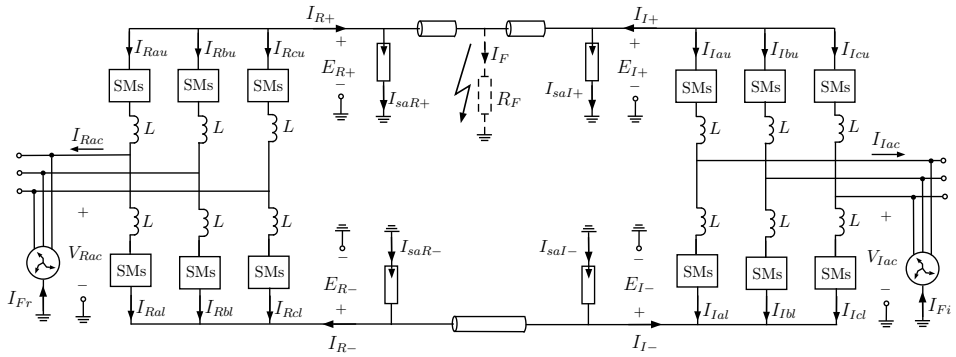 I_{R+} I_{I+}
I_{Rau} I_{Rbu} I_{Rcu} + E_{R+} − I_{saR+} I_F R_F I_{saI+} + E_{I+} − I_{Iau} I_{Ibu} I_{Icu}
SMs SMs SMs SMs SMs SMs
L L L L L L
I_{Rac} I_{Iac}
+ V_{Rac} − + V_{Iac} −
L L L L L L
I_{saR−} I_{saI−}
SMs SMs SMs SMs SMs SMs
− E_{R−} + − E_{I−} +
I_{Fr} I_{Ral} I_{Rbl} I_{Rcl} I_{Ial} I_{Ibl} I_{Icl} I_{Fi}
I_{R−} I_{I−}